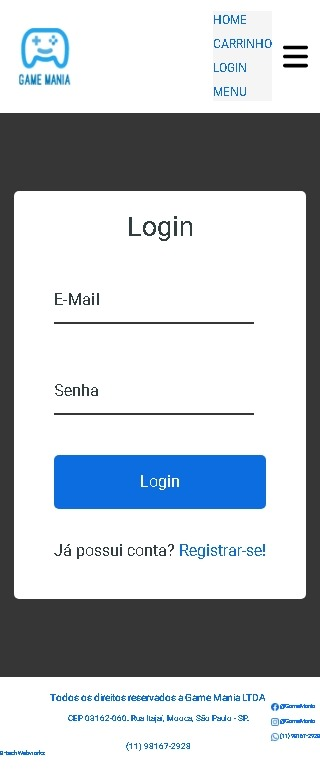 HOME
CARRINHO
LOGIN
MENU
GAME MANIA
Login
E-Mail
Senha
Login
Já possui conta? Registrar-se!
Todos os direitos reservados a Game Mania LTDA
CEP 03162-060. Rua Itajaí, Mooca, São Paulo - SP.
(11) 98167-2928
@GameMania
@GameMania
(11) 98167-2928
B-tech Webworks